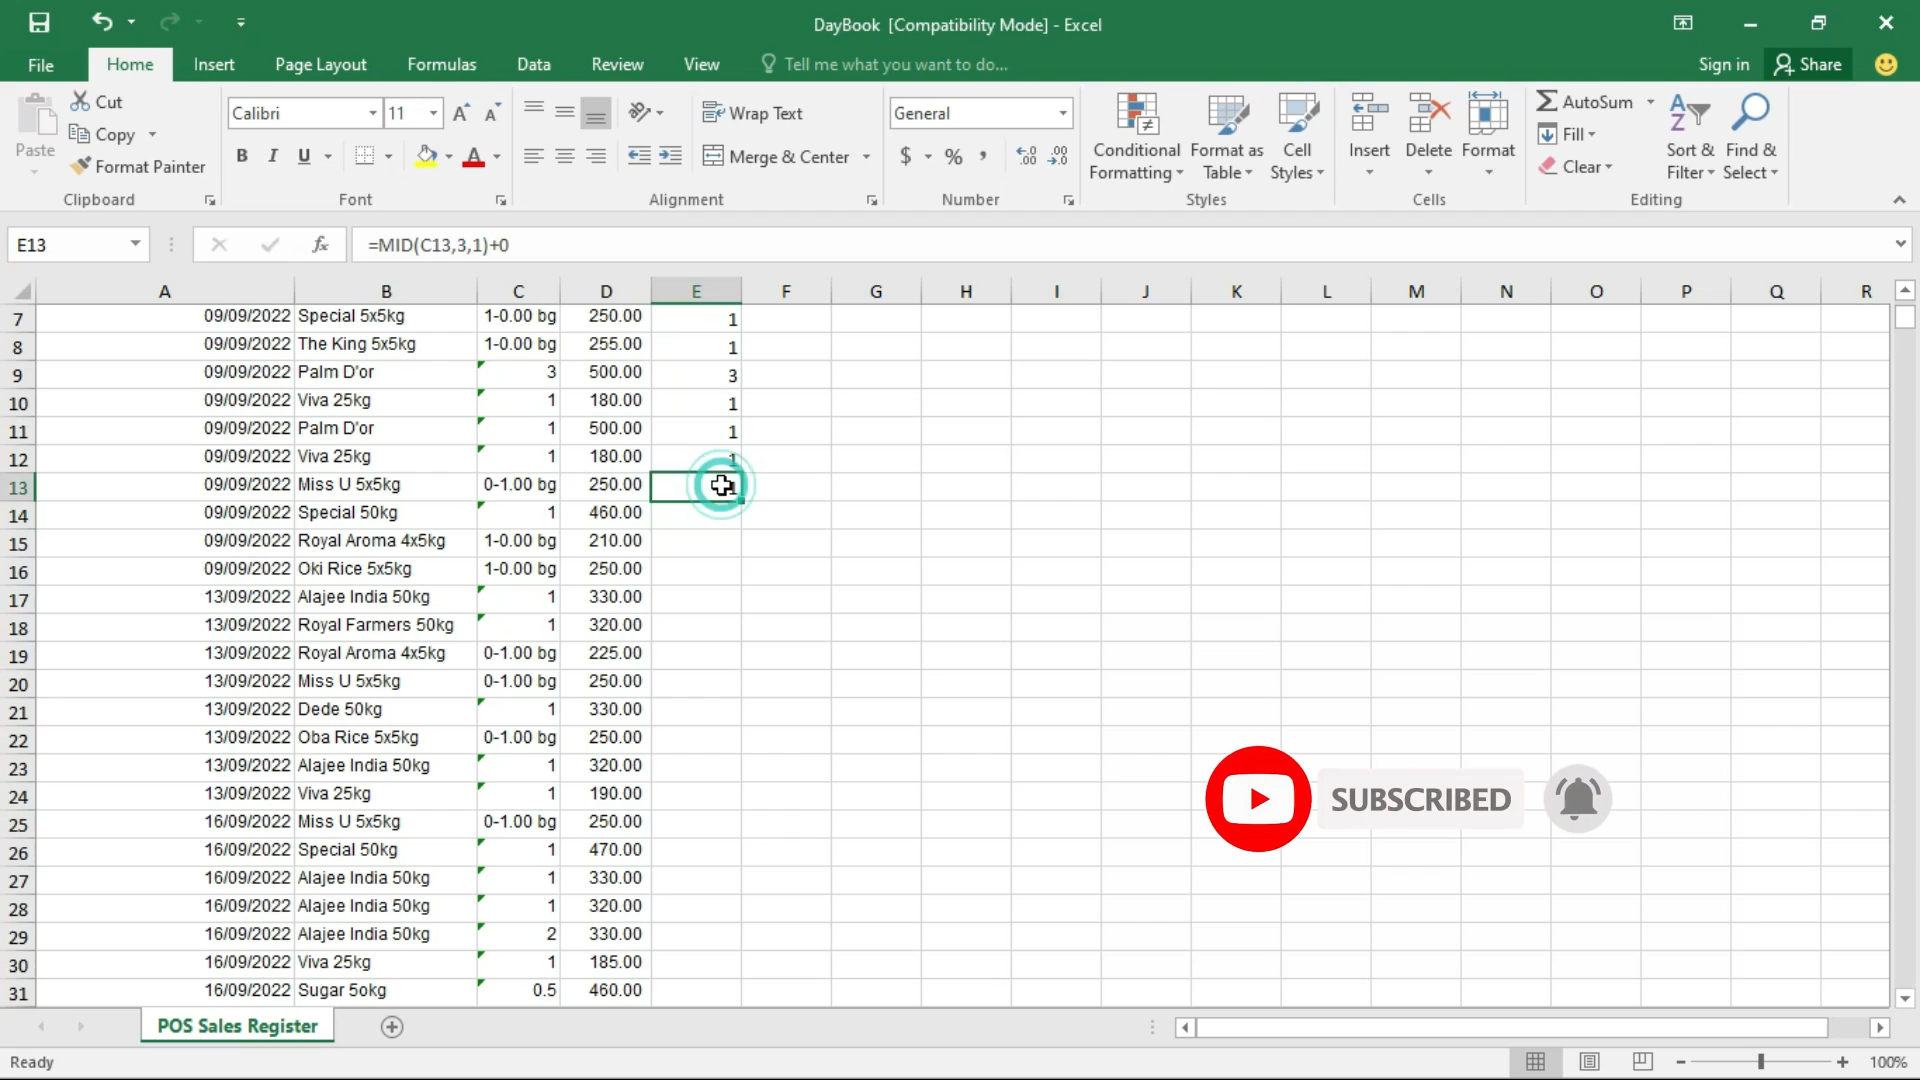 DayBook [Compatibility Mode] - Excel
File Home Insert Page Layout Formulas Data Review View Tell me what you want to do... Sign in Share
Paste Cut Copy Format Painter Clipboard
Calibri 11 A A B I U A Font
Wrap Text Merge & Center Alignment
General $ % , .00 .0 .00 Number
Conditional Formatting Format as Table Cell Styles Styles
Insert Delete Format Cells
AutoSum Fill Clear Sort & Filter Find & Select Editing
E13 fx =MID(C13,3,1)+0
A B C D E F G H I J K L M N O P Q R
7 09/09/2022 Special 5x5kg 1-0.00 bg 250.00 1
8 09/09/2022 The King 5x5kg 1-0.00 bg 255.00 1
9 09/09/2022 Palm D'or 3 500.00 3
10 09/09/2022 Viva 25kg 1 180.00 1
11 09/09/2022 Palm D'or 1 500.00 1
12 09/09/2022 Viva 25kg 1 180.00 1
13 09/09/2022 Miss U 5x5kg 0-1.00 bg 250.00 1
14 09/09/2022 Special 50kg 1 460.00
15 09/09/2022 Royal Aroma 4x5kg 1-0.00 bg 210.00
16 09/09/2022 Oki Rice 5x5kg 1-0.00 bg 250.00
17 13/09/2022 Alajee India 50kg 1 330.00
18 13/09/2022 Royal Farmers 50kg 1 320.00
19 13/09/2022 Royal Aroma 4x5kg 0-1.00 bg 225.00
20 13/09/2022 Miss U 5x5kg 0-1.00 bg 250.00
21 13/09/2022 Dede 50kg 1 330.00
22 13/09/2022 Oba Rice 5x5kg 0-1.00 bg 250.00
23 13/09/2022 Alajee India 50kg 1 320.00
24 13/09/2022 Viva 25kg 1 190.00
25 16/09/2022 Miss U 5x5kg 0-1.00 bg 250.00
26 16/09/2022 Special 50kg 1 470.00
27 16/09/2022 Alajee India 50kg 1 330.00
28 16/09/2022 Alajee India 50kg 1 320.00
29 16/09/2022 Alajee India 50kg 2 330.00
30 16/09/2022 Viva 25kg 1 185.00
31 16/09/2022 Sugar 5okg 0.5 460.00
SUBSCRIBED
POS Sales Register
Ready 100%